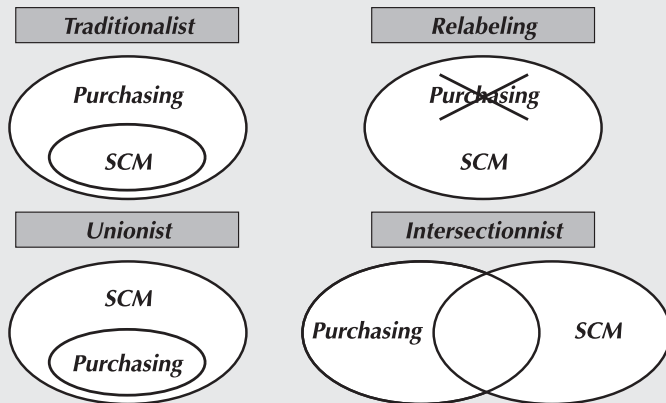 Traditionalist
Purchasing
SCM
Relabeling
Purchasing
SCM
Unionist
SCM
Purchasing
Intersectionnist
Purchasing
SCM